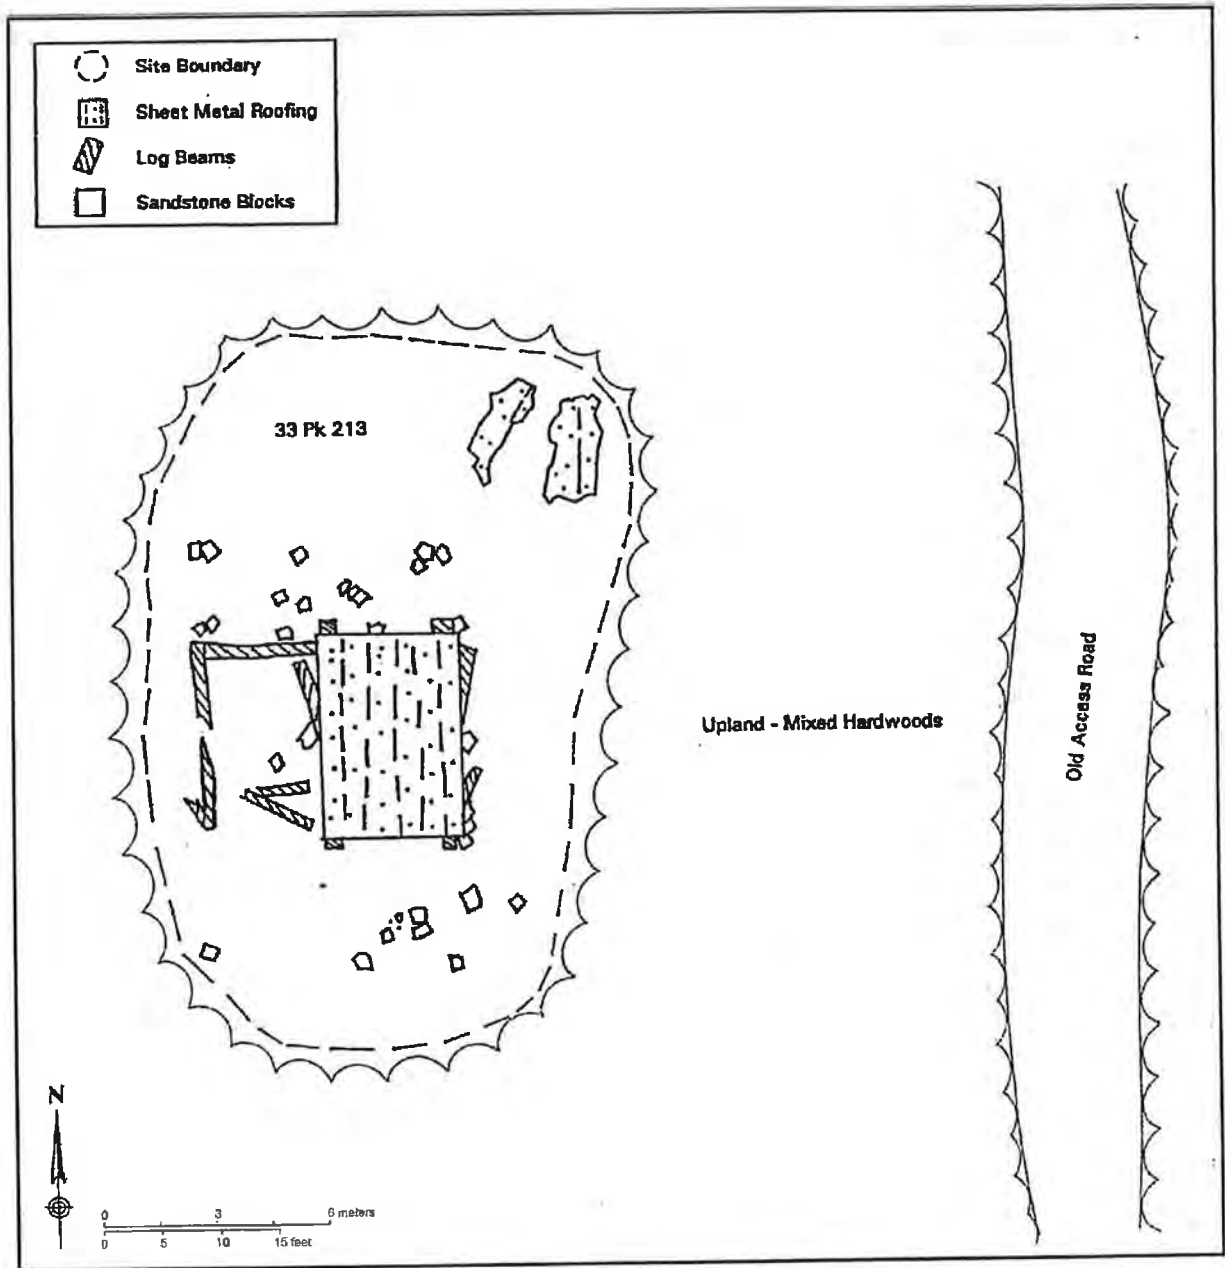 Site Boundary
Sheet Metal Roofing
Log Beams
Sandstone Blocks
33 Pk 213
Upland - Mixed Hardwoods
Old Access Road
N
0 3 6 meters
0 5 10 15 feet